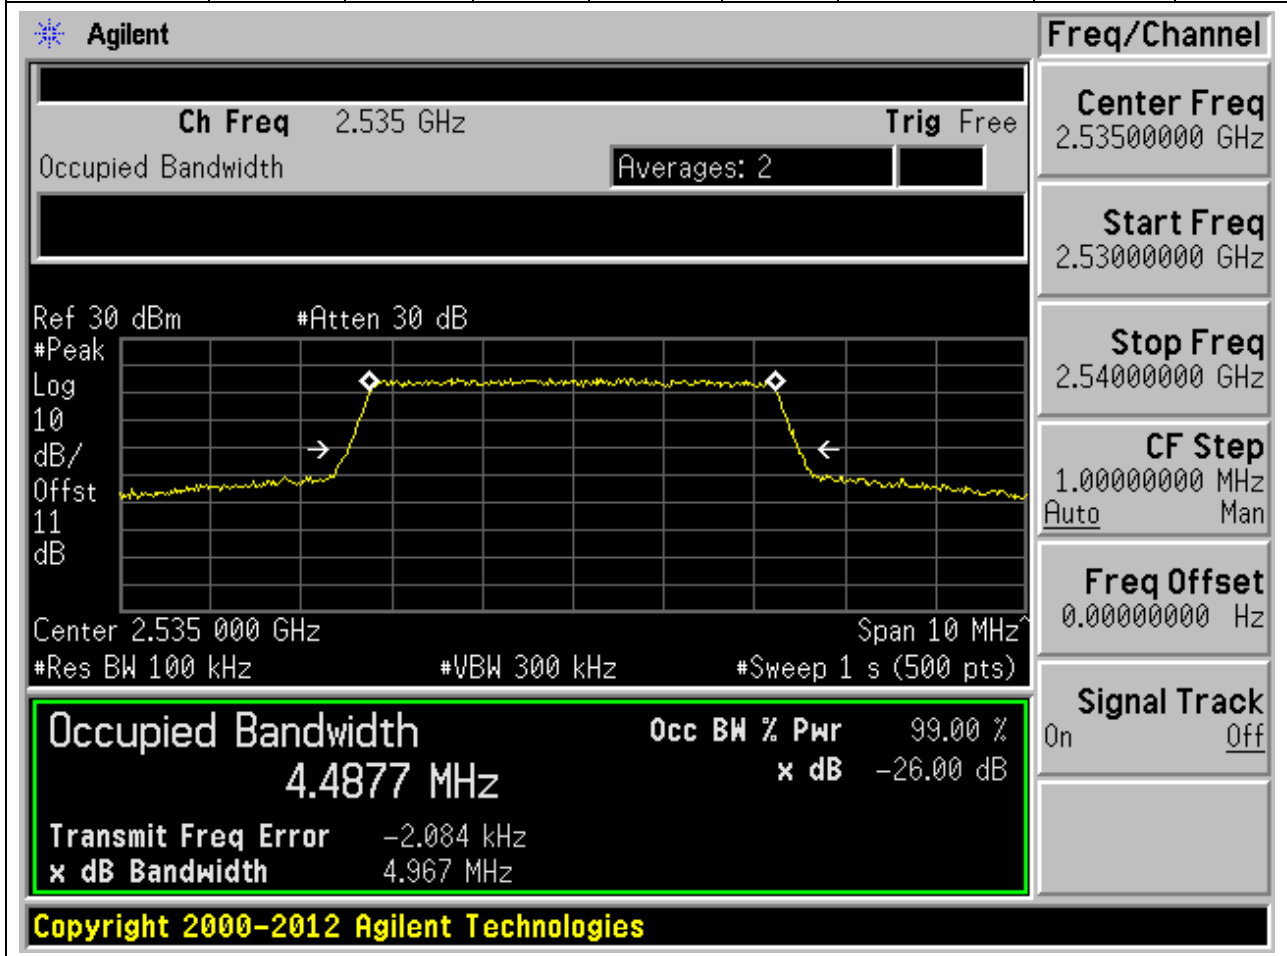 Agilent
Freq/Channel
Ch Freq 2.535 GHz Trig Free
Occupied Bandwidth Averages: 2
Center Freq
2.53500000 GHz
Start Freq
2.53000000 GHz
Stop Freq
2.54000000 GHz
CF Step
1.00000000 MHz
Auto Man
Freq Offset
0.00000000 Hz
Signal Track
On Off
Ref 30 dBm #Atten 30 dB
#Peak
Log
10
dB/
Offst
11
dB
Center 2.535 000 GHz Span 10 MHz^
#Res BW 100 kHz #VBW 300 kHz #Sweep 1 s (500 pts)
Occupied Bandwidth
4.4877 MHz
Occ BW % Pwr 99.00 %
x dB -26.00 dB
Transmit Freq Error -2.084 kHz
x dB Bandwidth 4.967 MHz
Copyright 2000-2012 Agilent Technologies